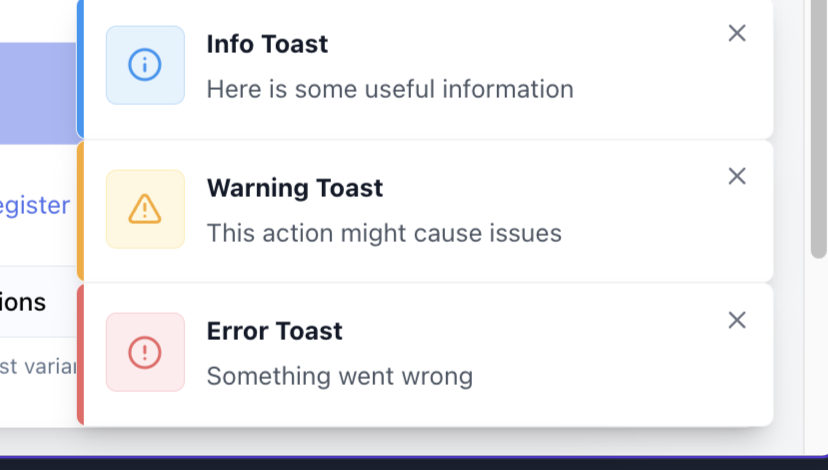 Info Toast
Here is some useful information
Warning Toast
This action might cause issues
egister
Error Toast
ions
Something went wrong
st varia